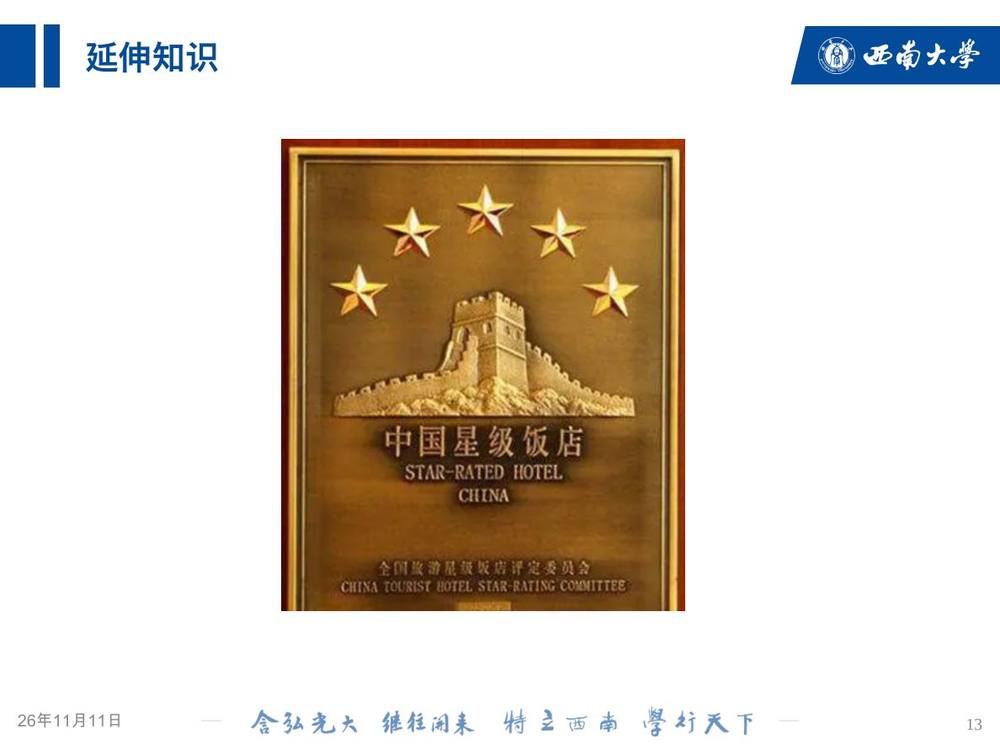 延伸知识
西南大学
中国星级饭店
STAR-RATED HOTEL
CHINA
全国旅游星级饭店评定委员会
CHINA TOURIST HOTEL STAR-RATING COMMITTEE
26年11月11日
含弘光大 继往开来 特立西南 学行天下
13